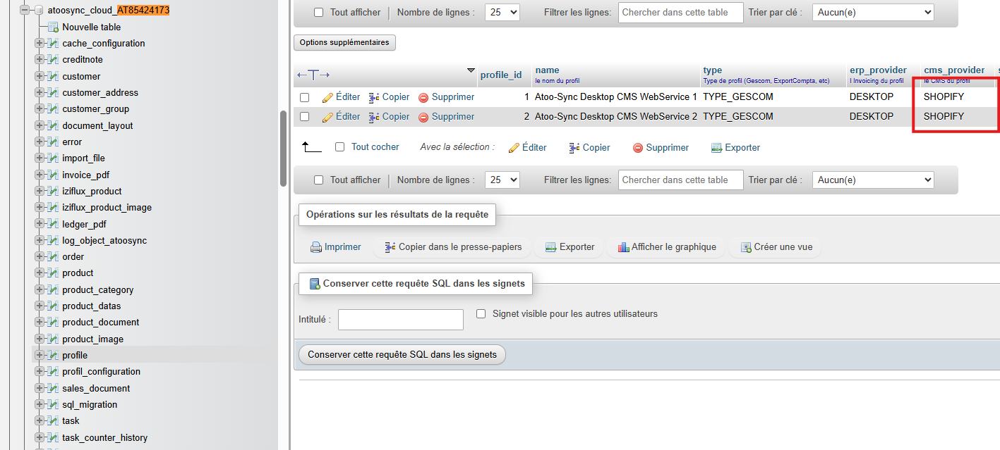 atoosync_cloud_AT85424173
Nouvelle table
cache_configuration
creditnote
customer
customer_address
customer_group
document_layout
error
import_file
invoice_pdf
iziflux_product
iziflux_product_image
ledger_pdf
log_object_atoosync
order
product
product_category
product_datas
product_document
product_image
profile
profil_configuration
sales_document
sql_migration
task
task_counter_history
Tout afficher Nombre de lignes : 25 Filtrer les lignes: Chercher dans cette table Trier par clé : Aucun(e)
Options supplémentaires
←T→ profile_id name type erp_provider cms_provider
le nom du profil Type de profil (Gescom, ExportCompta, etc) l Invoicing du profil le CMS du profil
Éditer Copier Supprimer 1 Atoo-Sync Desktop CMS WebService 1 TYPE_GESCOM DESKTOP SHOPIFY
Éditer Copier Supprimer 2 Atoo-Sync Desktop CMS WebService 2 TYPE_GESCOM DESKTOP SHOPIFY
Tout cocher Avec la sélection : Éditer Copier Supprimer Exporter
Tout afficher Nombre de lignes : 25 Filtrer les lignes: Chercher dans cette table Trier par clé : Aucun(e)
Opérations sur les résultats de la requête
Imprimer Copier dans le presse-papiers Exporter Afficher le graphique Créer une vue
Conserver cette requête SQL dans les signets
Intitulé : Signet visible pour les autres utilisateurs
Conserver cette requête SQL dans les signets